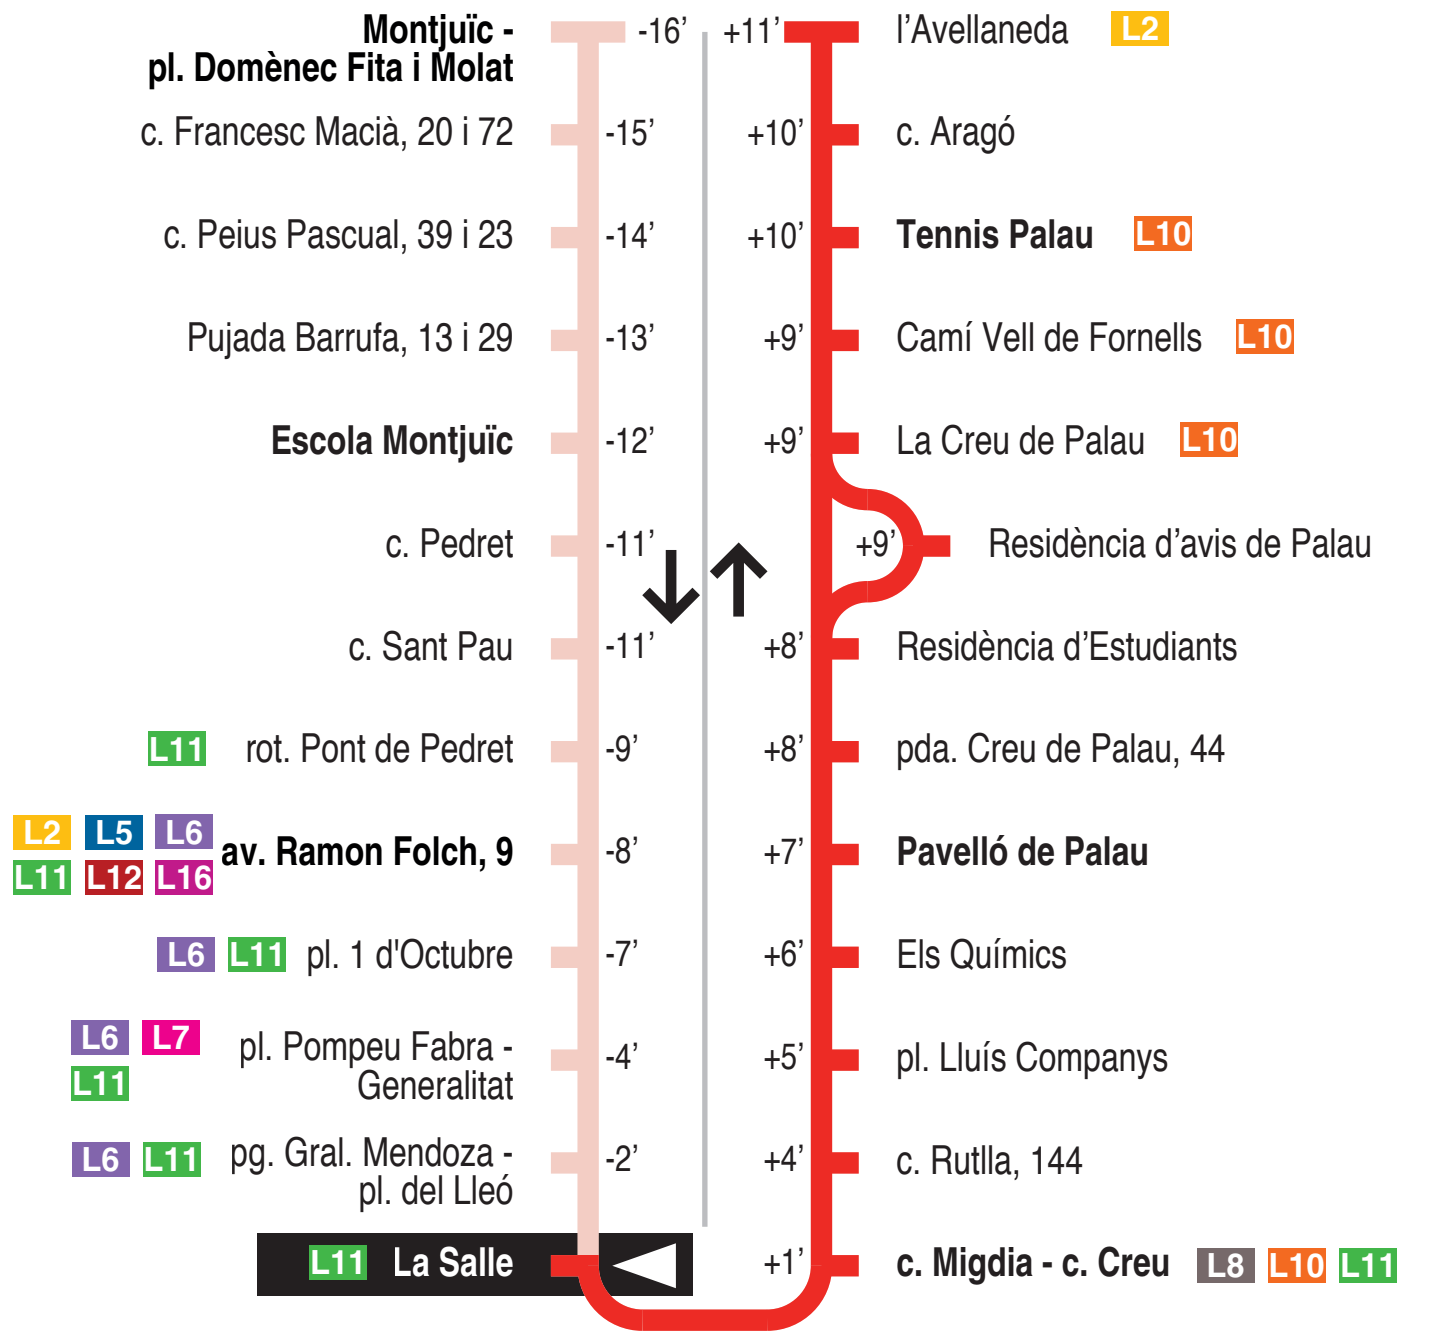 Montjuïc -
pl. Domènec Fita i Molat
-16’
c. Francesc Macià, 20 i 72
-15’
c. Peius Pascual, 39 i 23
-14’
Pujada Barrufa, 13 i 29
-13’
Escola Montjuïc
-12’
c. Pedret
-11’
c. Sant Pau
-11’
L11 rot. Pont de Pedret
-9’
L2 L5 L6
L11 L12 L16
av. Ramon Folch, 9
-8’
L6 L11 pl. 1 d'Octubre
-7’
L6 L7
L11
pl. Pompeu Fabra -
Generalitat
-4’
L6 L11
pg. Gral. Mendoza -
pl. del Lleó
-2’
L11 La Salle
+11’ l’Avellaneda L2
+10’ c. Aragó
+10’ Tennis Palau L10
+9’ Camí Vell de Fornells L10
+9’ La Creu de Palau L10
+9’ Residència d’avis de Palau
+8’ Residència d’Estudiants
+8’ pda. Creu de Palau, 44
+7’ Pavelló de Palau
+6’ Els Químics
+5’ pl. Lluís Companys
+4’ c. Rutlla, 144
+1’ c. Migdia - c. Creu L8 L10 L11